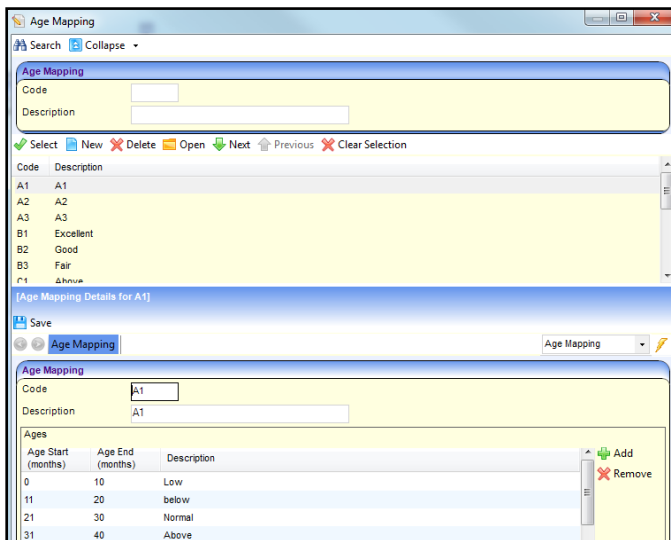 Age Mapping
Search Collapse
Age Mapping
Code
Description
Select New Delete Open Next Previous Clear Selection
Code Description
A1 A1
A2 A2
A3 A3
B1 Excellent
B2 Good
B3 Fair
C1 Above
[Age Mapping Details for A1]
Save
Age Mapping Age Mapping
Age Mapping
Code A1
Description A1
Ages
Age Start (months) Age End (months) Description
Add
Remove
0 10 Low
11 20 below
21 30 Normal
31 40 Above